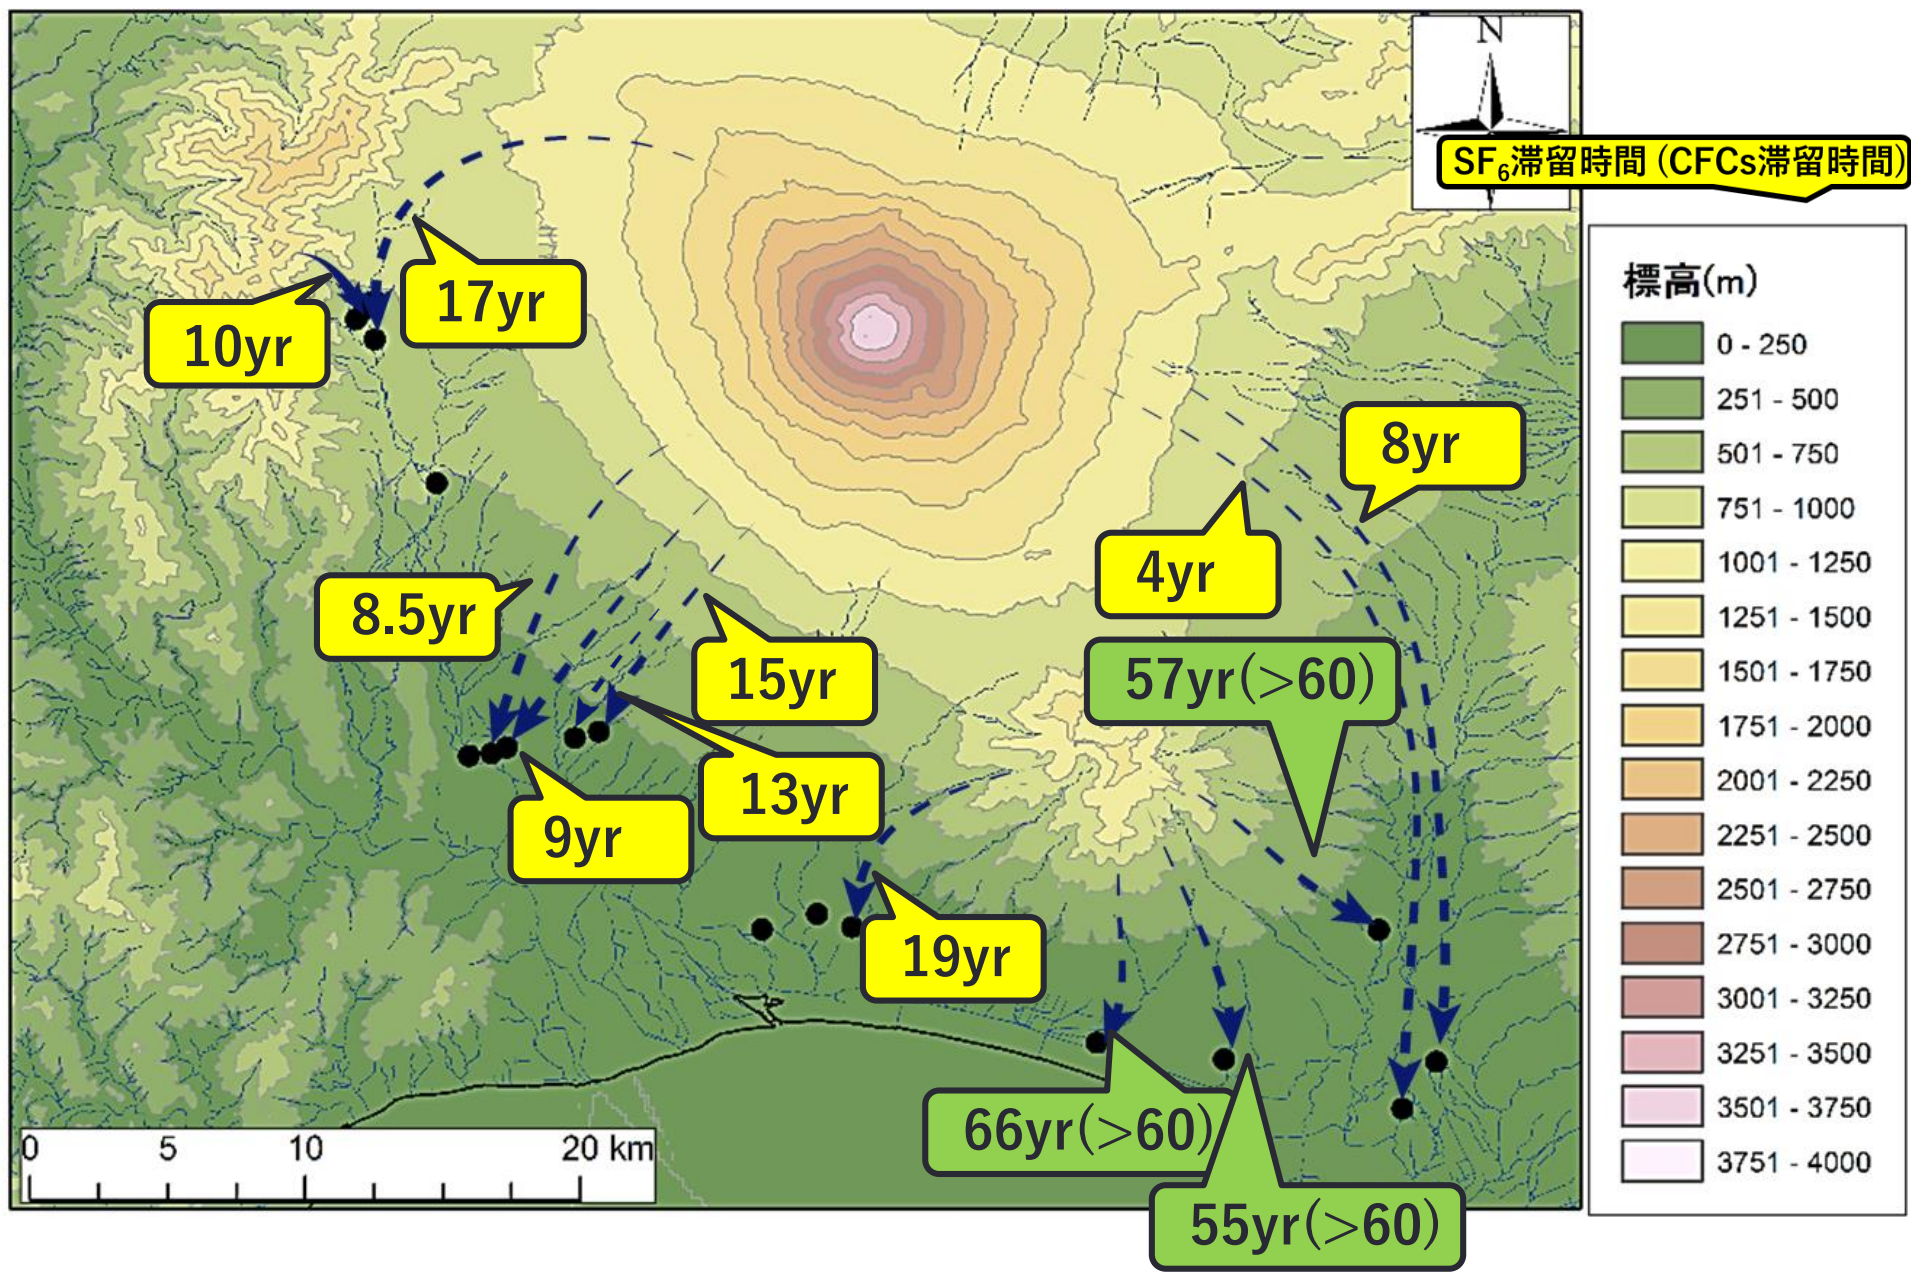 N
SF₆滞留時間 (CFCs滞留時間)
17yr
10yr
8yr
4yr
8.5yr
15yr
57yr(>60)
13yr
9yr
19yr
66yr(>60)
55yr(>60)
0 5 10 20 km
標高(m)
0 - 250
251 - 500
501 - 750
751 - 1000
1001 - 1250
1251 - 1500
1501 - 1750
1751 - 2000
2001 - 2250
2251 - 2500
2501 - 2750
2751 - 3000
3001 - 3250
3251 - 3500
3501 - 3750
3751 - 4000